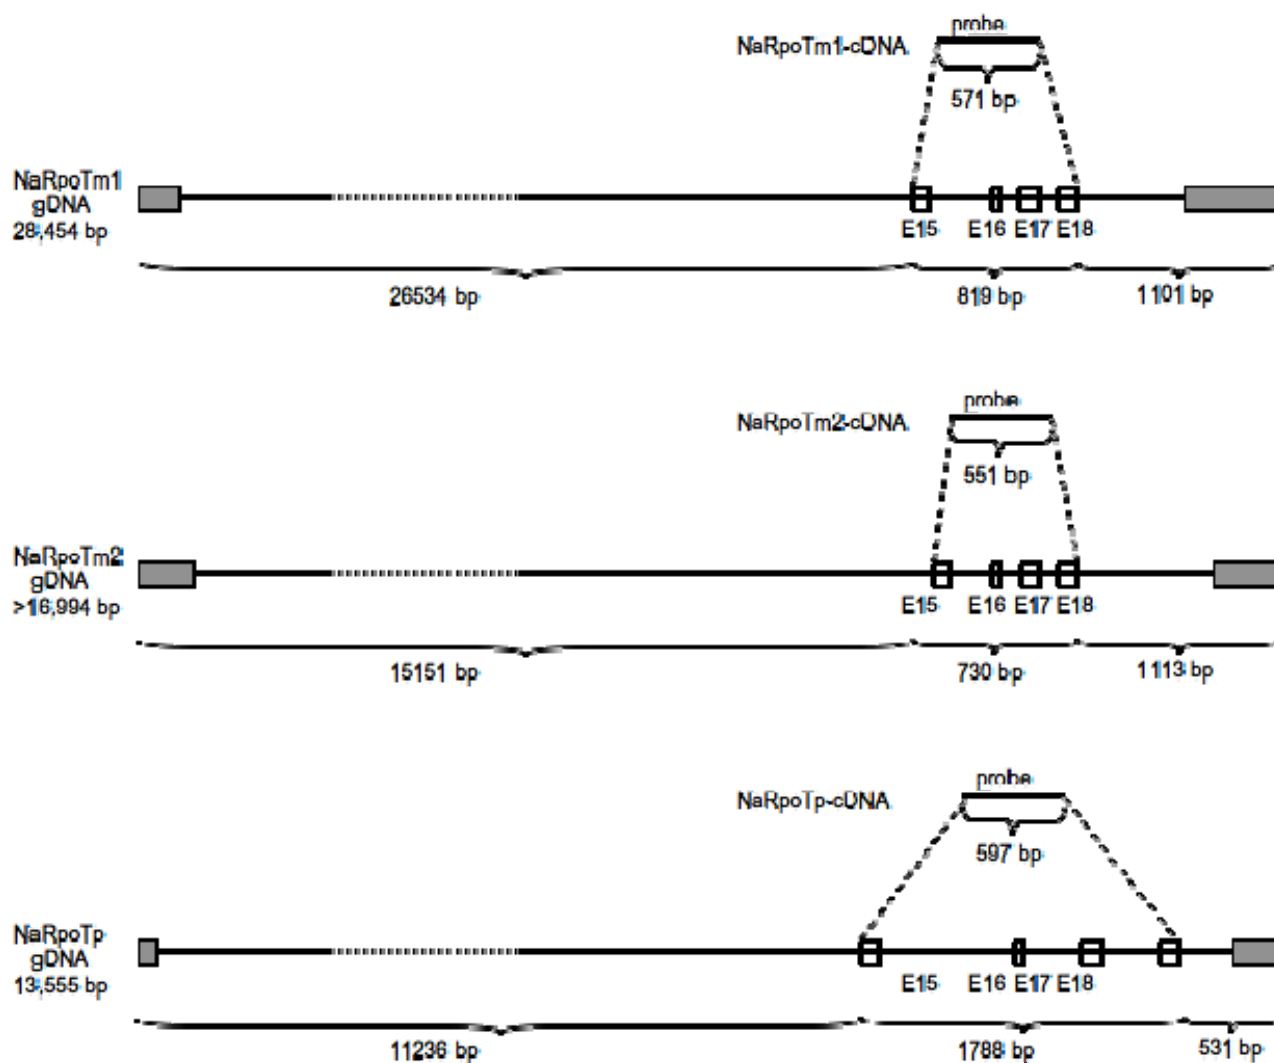 probe
NaRpoTm1-cDNA
571 bp
NaRpoTm1
gDNA
28,454 bp
E15 E16 E17 E18
26534 bp 819 bp 1101 bp
probe
NaRpoTm2-cDNA
551 bp
NaRpoTm2
gDNA
>16,994 bp
E15 E16 E17 E18
15151 bp 730 bp 1113 bp
probe
NaRpoTp-cDNA
597 bp
NaRpoTp
gDNA
13,555 bp
E15 E16 E17 E18
11236 bp 1788 bp 531 bp